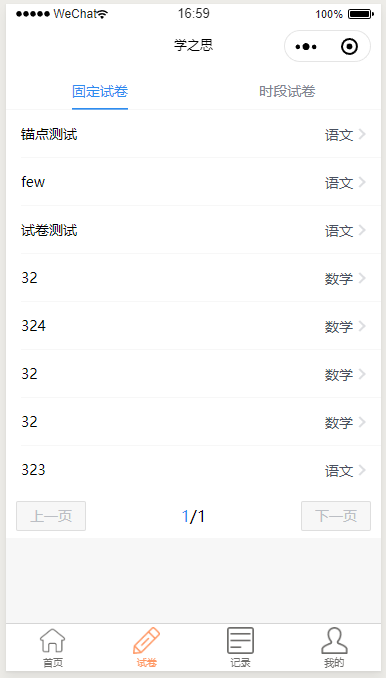 WeChat 16:59 100%
学之思
固定试卷 时段试卷
锚点测试 语文
few 语文
试卷测试 语文
32 数学
324 数学
32 数学
32 数学
323 语文
上一页 1/1 下一页
首页 试卷 记录 我的